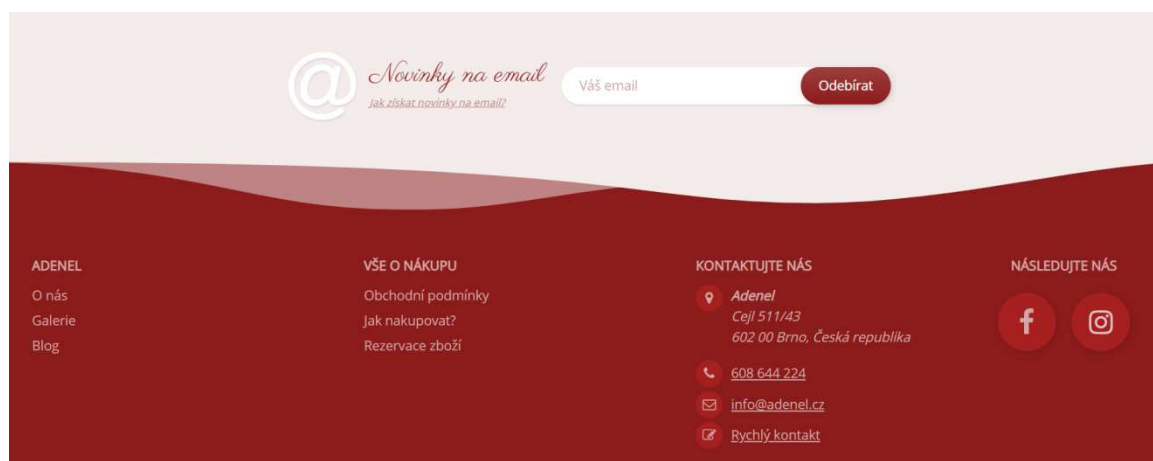 @
Novinky na email
Jak získat novinky na email?
Váš email
Odebírat
ADENEL
O nás
Galerie
Blog
VŠE O NÁKUPU
Obchodní podmínky
Jak nakupovat?
Rezervace zboží
KONTAKTUJTE NÁS
Adenel
Cejl 511/43
602 00 Brno, Česká republika
608 644 224
info@adenel.cz
Rychlý kontakt
NÁSLEDUJTE NÁS